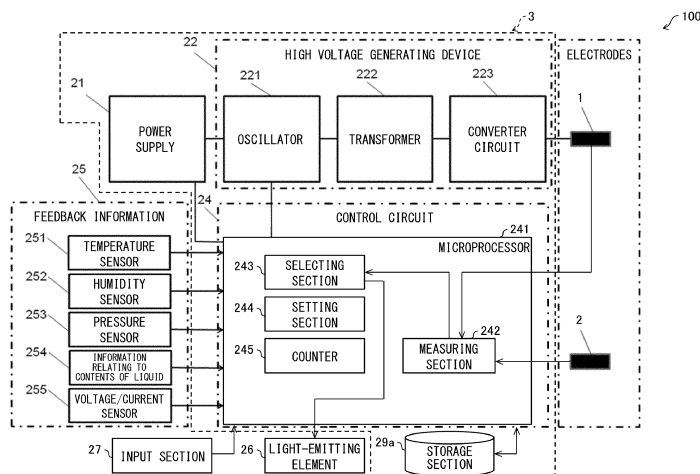 100
3
22
HIGH VOLTAGE GENERATING DEVICE
ELECTRODES
21
221
222
223
1
POWER
SUPPLY
OSCILLATOR
TRANSFORMER
CONVERTER
CIRCUIT
25
FEEDBACK INFORMATION
24
CONTROL CIRCUIT
241
MICROPROCESSOR
251
TEMPERATURE
SENSOR
252
HUMIDITY
SENSOR
253
PRESSURE
SENSOR
254
INFORMATION
RELATING TO
CONTENTS OF LIQUID
255
VOLTAGE/CURRENT
SENSOR
243
SELECTING
SECTION
244
SETTING
SECTION
245
COUNTER
242
MEASURING
SECTION
2
27
INPUT SECTION
26
LIGHT-EMITTING
ELEMENT
29a
STORAGE
SECTION